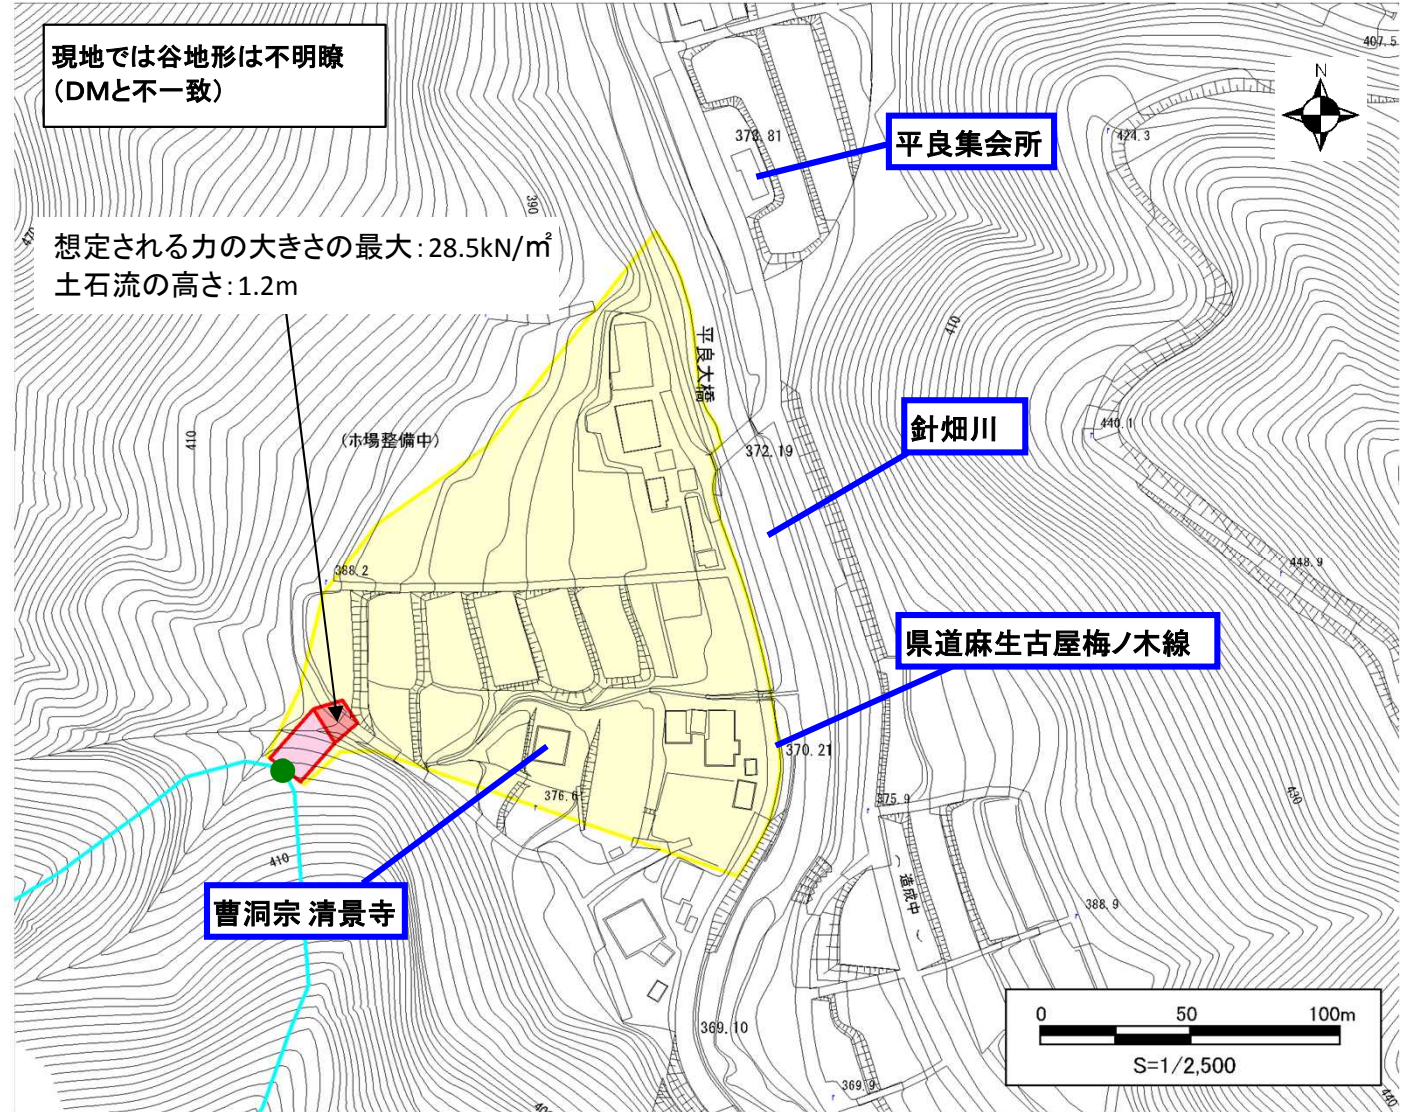 現地では谷地形は不明瞭
（DMと不一致）
407.5
N
424.3
373.81
平良集会所
390
想定される力の大きさの最大：28.5kN/㎡
土石流の高さ：1.2m
410
平良大橋
440.1
針畑川
410
(ホ場整備中)
372.19
448.9
388.2
県道麻生古屋梅ノ木線
370.21
376.6
375.9
430
410
(造成中)
曹洞宗 清景寺
388.9
369.10
0 50 100m
S=1/2,500
369.9
440